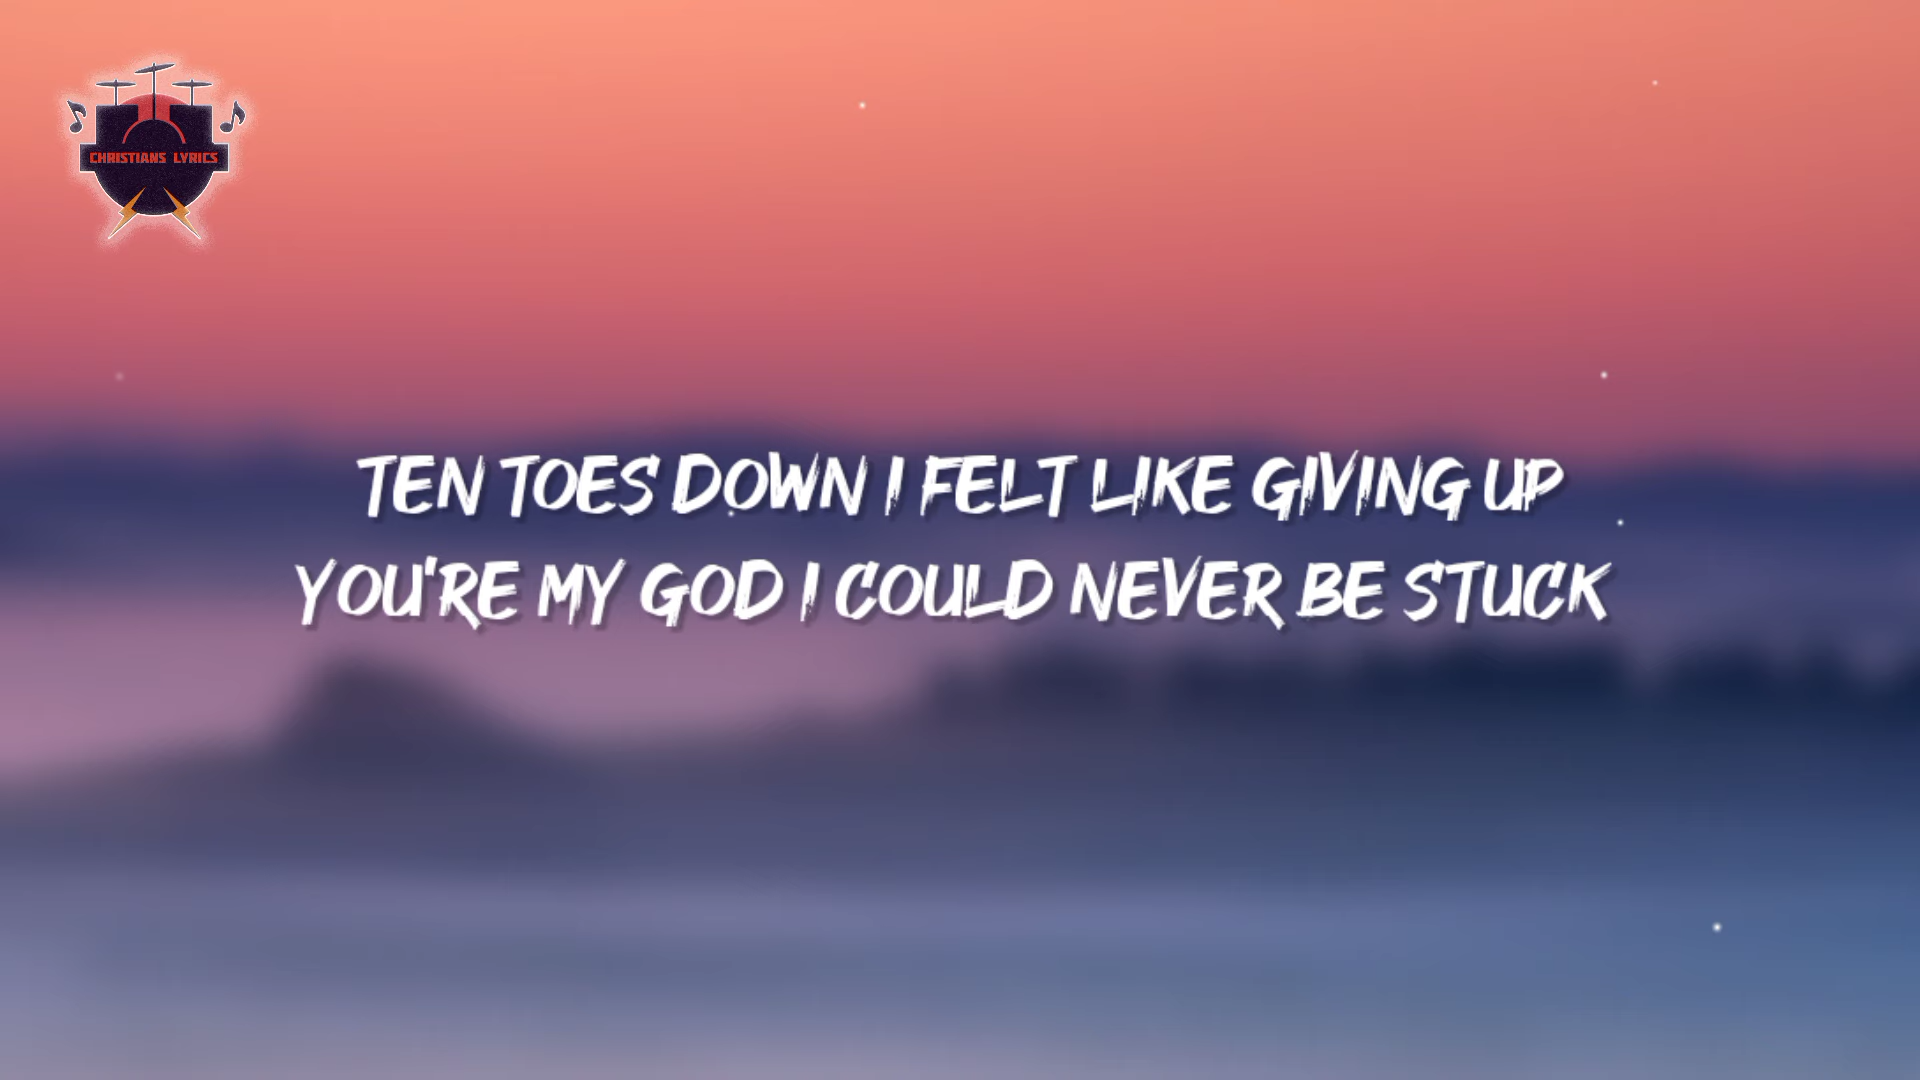 CHRISTIANS LYRICS
TEN TOES DOWN I FELT LIKE GIVING UP
YOU'RE MY GOD I COULD NEVER BE STUCK